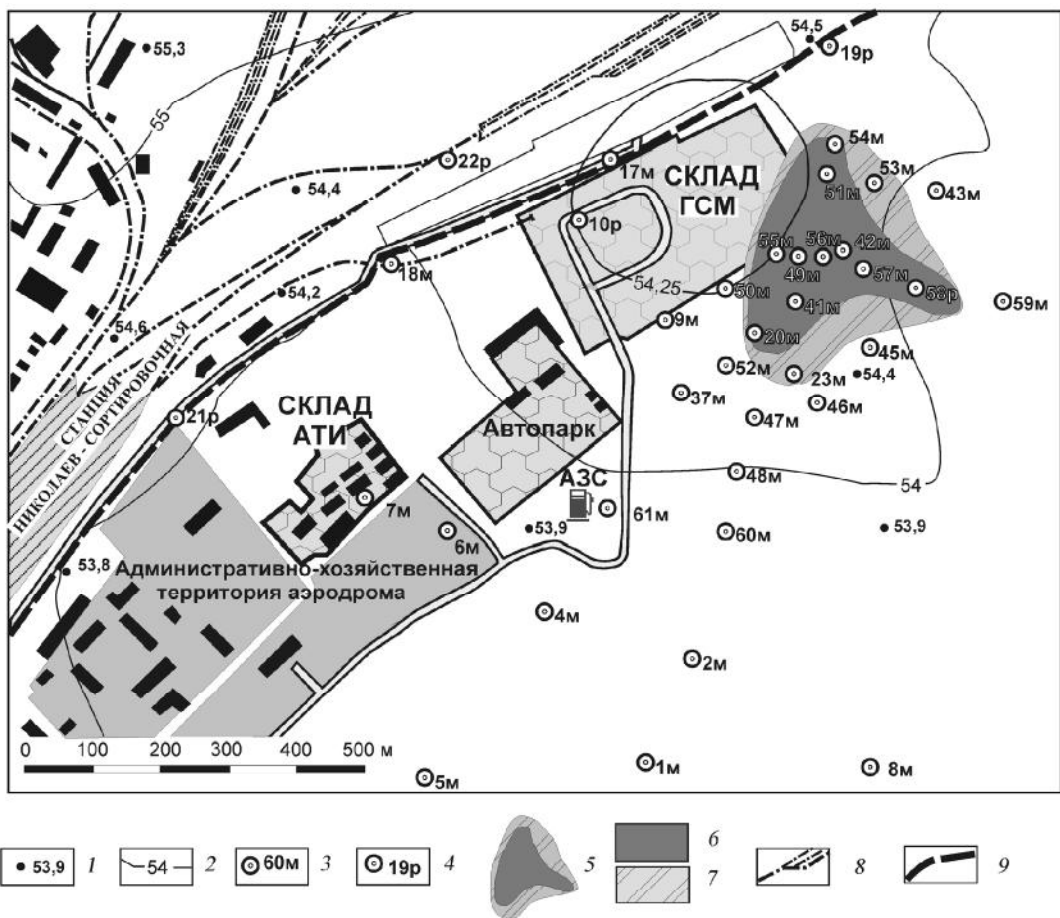 54,5
19р
55,3
55
54м
22р
17м
СКЛАД
ГСМ
51м
53м
43м
54,4
10р
55м
56м
42м
18м
49м
57м
54,25
50м
58р
59м
54,2
41м
9м
20м
54,6
45м
52м
23м
54,4
СТАНЦИЯ
НИКОЛАЕВ - СОРТИРОВОЧНАЯ
37м
46м
47м
21р
СКЛАД
АТИ
Автопарк
48м
54
АЗС
7м
61м
53,9
53,9
6м
60м
53,8
Административно-хозяйственная
территория аэродрома
4м
2м
0 100 200 300 400 500 м
5м
1м
8м
53,9 1
54 2
60м 3
19р 4
5
6
7
8
9